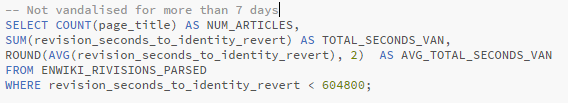 -- Not vandalised for more than 7 days
SELECT COUNT(page_title) AS NUM_ARTICLES,
SUM(revision_seconds_to_identity_revert) AS TOTAL_SECONDS_VAN,
ROUND(AVG(revision_seconds_to_identity_revert), 2)  AS AVG_TOTAL_SECONDS_VAN
FROM ENWIKI_RIVISIONS_PARSED
WHERE revision_seconds_to_identity_revert < 604800;